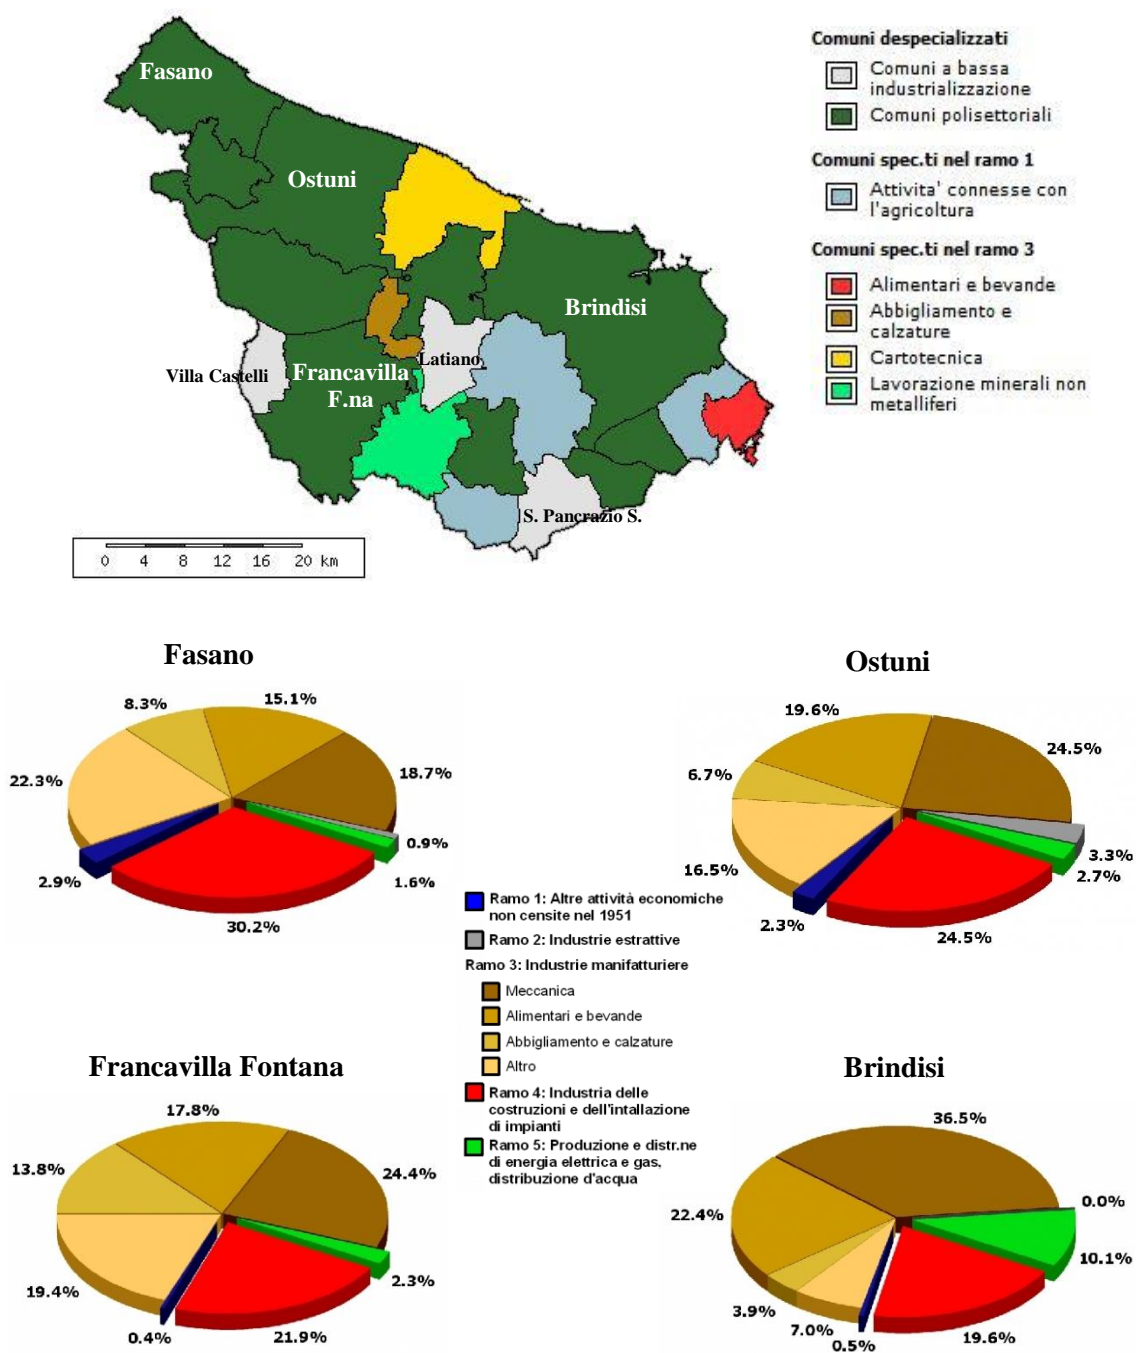 Fasano
Ostuni
Brindisi
Villa Castelli
Francavilla
F.na
Latiano
S. Pancrazio S.
0 4 8 12 16 20 km
Comuni despecializzati
Comuni a bassa
industrializzazione
Comuni polisettoriali
Comuni spec.ti nel ramo 1
Attivita' connesse con
l'agricoltura
Comuni spec.ti nel ramo 3
Alimentari e bevande
Abbigliamento e
calzature
Cartotecnica
Lavorazione minerali non
metalliferi
Fasano
8.3%
15.1%
22.3%
18.7%
0.9%
1.6%
2.9%
30.2%
Ostuni
19.6%
24.5%
6.7%
16.5%
3.3%
2.7%
2.3%
24.5%
Ramo 1: Altre attività economiche
non censite nel 1951
Ramo 2: Industrie estrattive
Ramo 3: Industrie manifatturiere
Meccanica
Alimentari e bevande
Abbigliamento e calzature
Altro
Ramo 4: Industria delle
costruzioni e dell'intallazione
di impianti
Ramo 5: Produzione e distr.ne
di energia elettrica e gas,
distribuzione d'acqua
Francavilla Fontana
17.8%
13.8%
24.4%
19.4%
2.3%
0.4%
21.9%
Brindisi
36.5%
22.4%
0.0%
10.1%
3.9%
7.0%
0.5%
19.6%